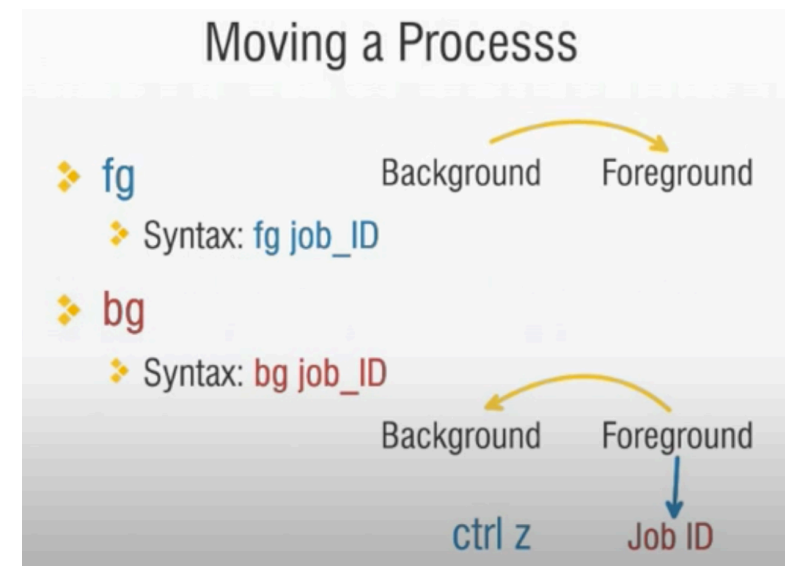 Moving a Processs
fg
Background Foreground
Syntax: fg job_ID
bg
Syntax: bg job_ID
Background Foreground
ctrl z Job ID